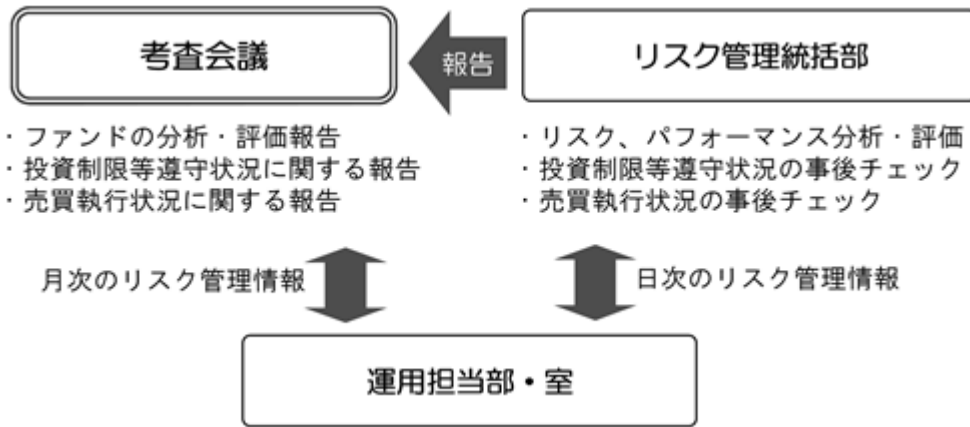 考査会議
報告
リスク管理統括部
・ファンドの分析・評価報告
・投資制限等遵守状況に関する報告
・売買執行状況に関する報告
・リスク、パフォーマンス分析・評価
・投資制限等遵守状況の事後チェック
・売買執行状況の事後チェック
月次のリスク管理情報
日次のリスク管理情報
運用担当部・室